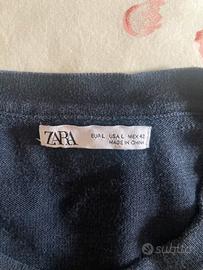 ZARA
EUR L USA L MEX 42
MADE IN CHINA
subito